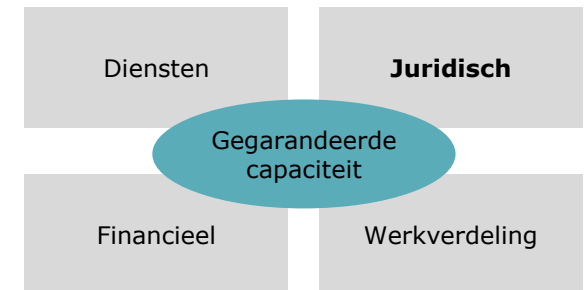 Diensten
Juridisch
Gegarandeerde
capaciteit
Financieel
Werkverdeling